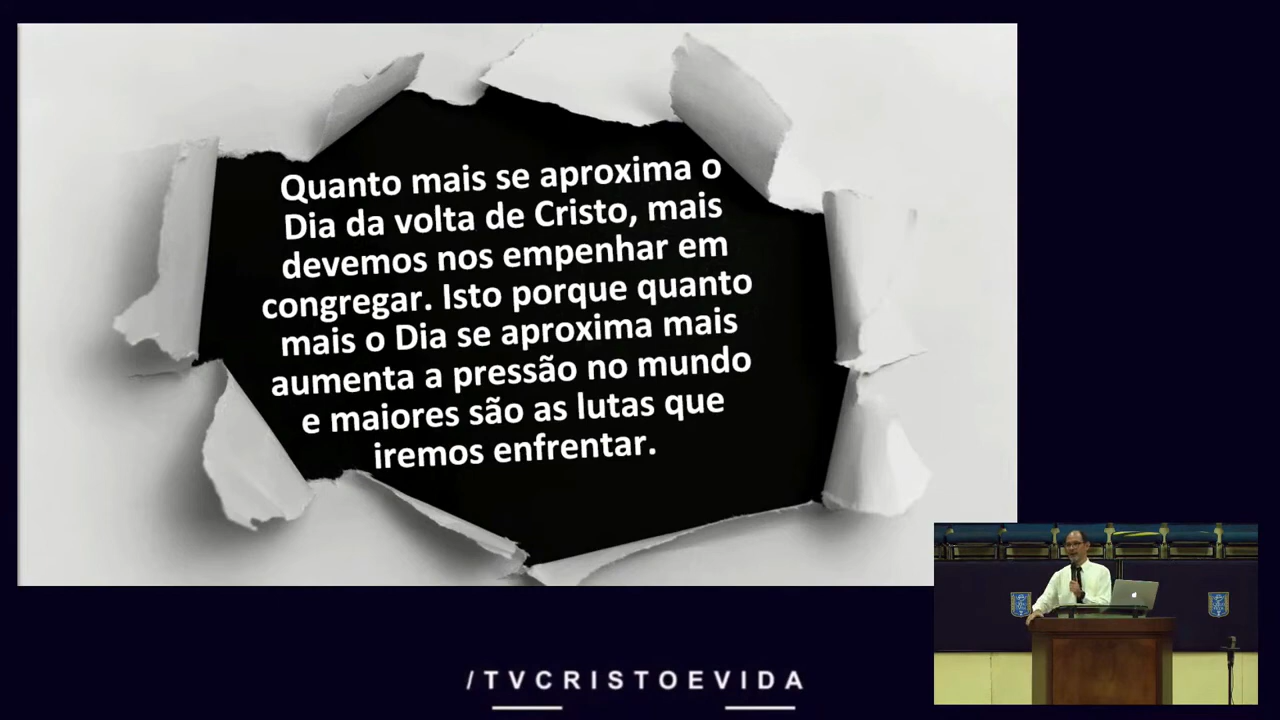 Quanto mais se aproxima o
Dia da volta de Cristo, mais
devemos nos empenhar em
congregar. Isto porque quanto
mais o Dia se aproxima mais
aumenta a pressão no mundo
e maiores são as lutas que
iremos enfrentar.
/TVCRISTOEVIDA